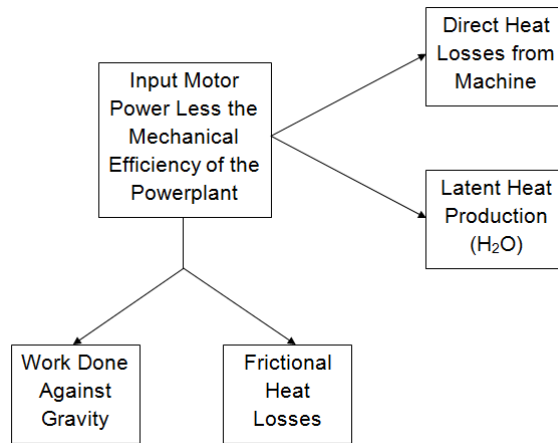 Direct Heat
Losses from
Machine
Input Motor
Power Less the
Mechanical
Efficiency of the
Powerplant
Latent Heat
Production
(H₂O)
Work Done
Against
Gravity
Frictional
Heat
Losses